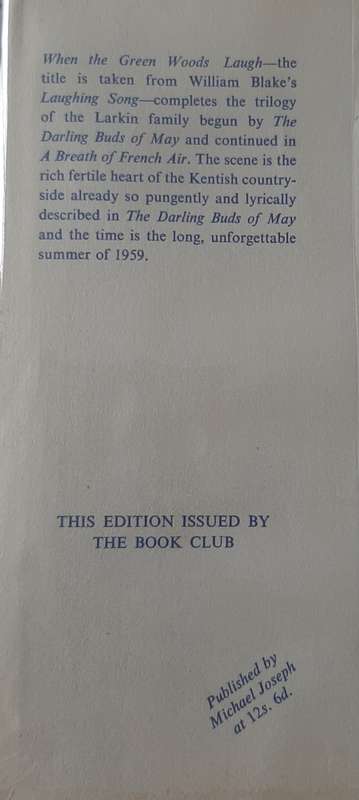 When the Green Woods Laugh—the
title is taken from William Blake's
Laughing Song—completes the trilogy
of the Larkin family begun by The
Darling Buds of May and continued in
A Breath of French Air. The scene is the
rich fertile heart of the Kentish country-
side already so pungently and lyrically
described in The Darling Buds of May
and the time is the long, unforgettable
summer of 1959.
THIS EDITION ISSUED BY
THE BOOK CLUB
Published by
Michael Joseph
at 12s. 6d.